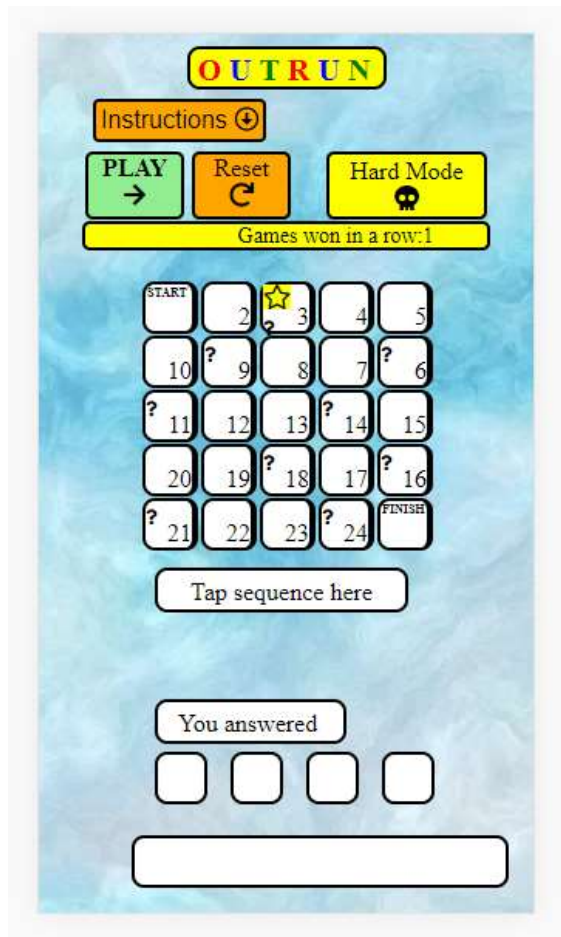 OUTRUN
Instructions
PLAY Reset Hard Mode
Games won in a row:1
START 2 ? 3 4 5
10 ? 9 8 7 ? 6
? 11 12 13 ? 14 15
20 19 ? 18 17 ? 16
? 21 22 23 ? 24 FINISH
Tap sequence here
You answered